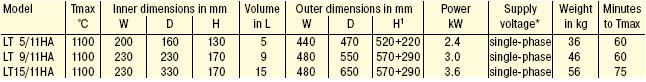 Model Tmax Inner dimensions in mm Volume Outer dimensions in mm Power Supply Weight Minutes
°C W D H in L W D H¹ kW voltage* in kg to Tmax
LT 5/11HA 1100 200 160 130 5 440 470 520+220 2.4 single-phase 36 60
LT 9/11HA 1100 230 230 170 9 480 550 570+290 3.0 single-phase 46 60
LT15/11HA 1100 230 330 170 15 480 650 570+290 3.6 single-phase 56 75